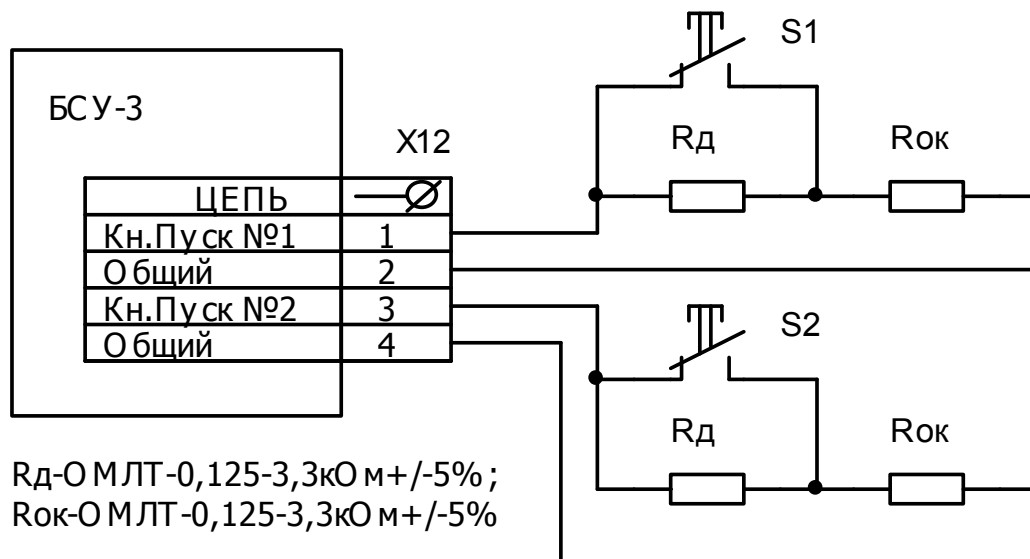 S1
БСУ-3
X12
Rд
Rок
ЦЕПЬ
Кн.Пуск №1 1
Общий 2
Кн.Пуск №2 3
Общий 4
S2
Rд
Rок
Rд-ОМЛТ-0,125-3,3кОм+/-5%;
Rок-ОМЛТ-0,125-3,3кОм+/-5%